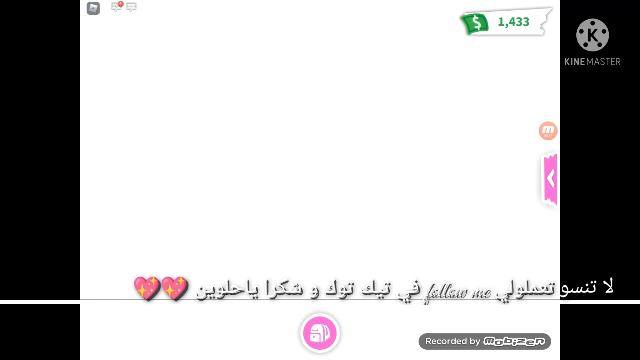 1,433
KINEMASTER
لا تنسو تعملولي follow me في تيك توك و شكرا ياحلوين 💖💖
Recorded by Mobizen